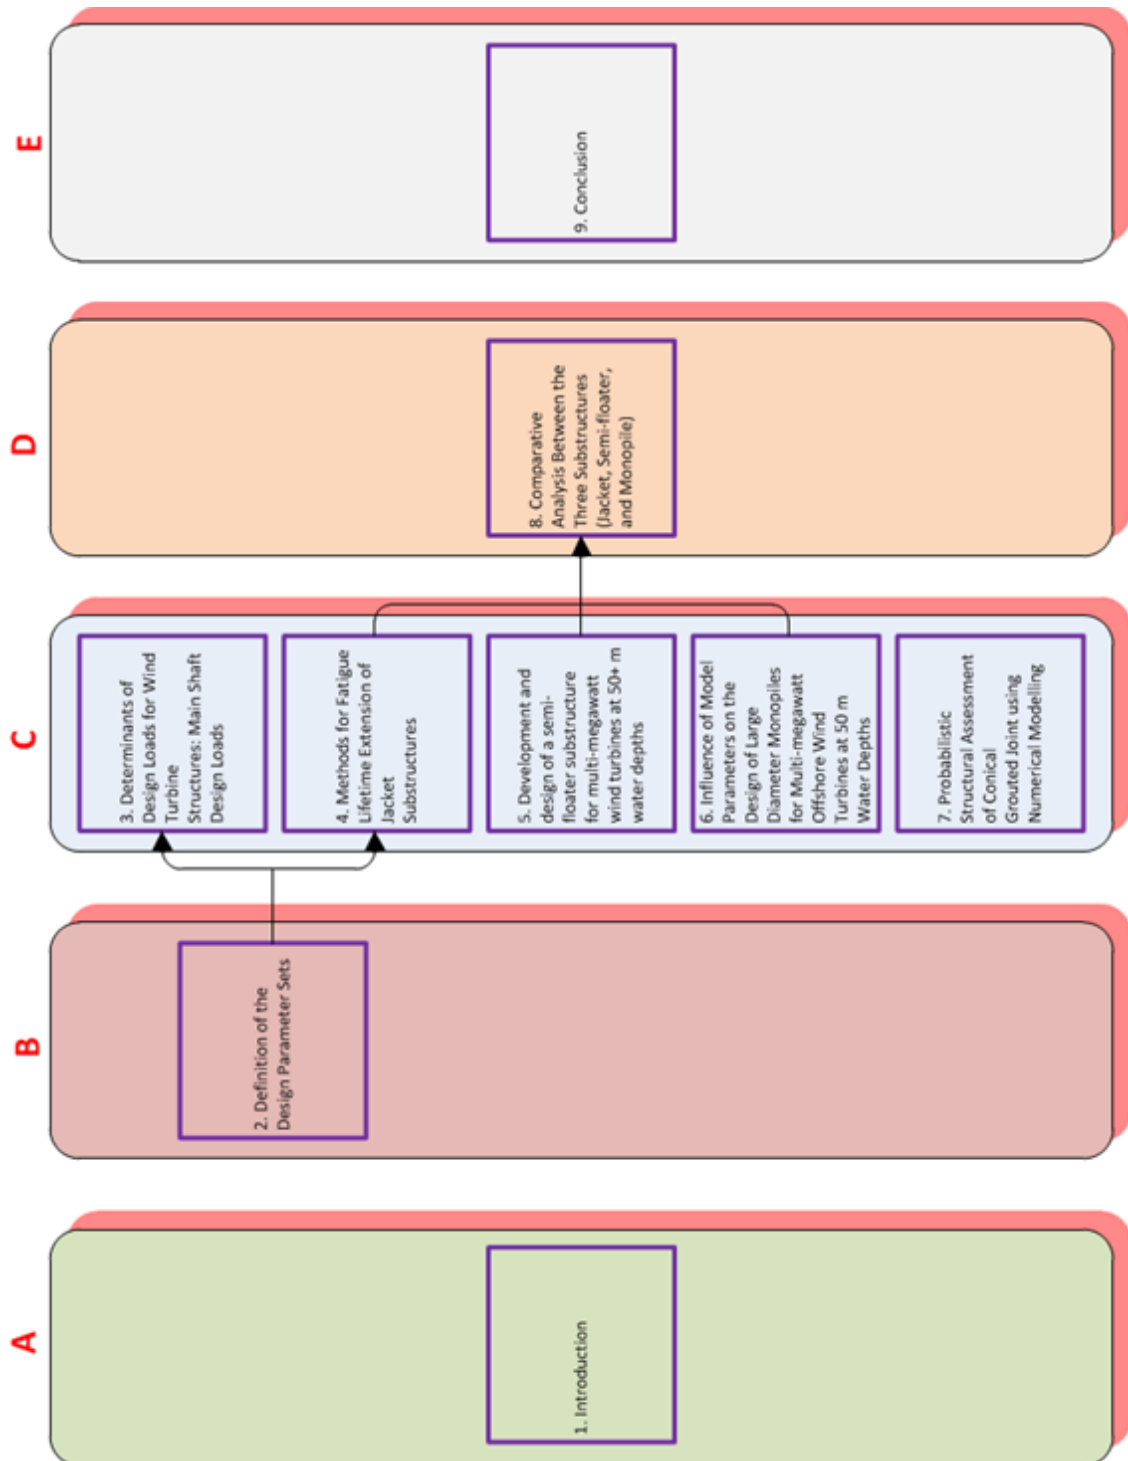 A
1. Introduction
B
2. Definition of the
Design Parameter Sets
C
3. Determinants of
Design Loads for Wind
Turbine
Structures: Main Shaft
Design Loads
4. Methods for Fatigue
Lifetime Extension of
Jacket
Substructures
5. Development and
design of a semi-
floater substructure
for multi-megawatt
wind turbines at 50+ m
water depths
6. Influence of Model
Parameters on the
Design of Large
Diameter Monopiles
for Multi-megawatt
Offshore Wind
Turbines at 50 m
Water Depths
7. Probabilistic
Structural Assessment
of Conical
Grouted Joint using
Numerical Modelling
D
8. Comparative
Analysis Between the
Three Substructures
(Jacket, Semi-floater,
and Monopile)
E
9. Conclusion